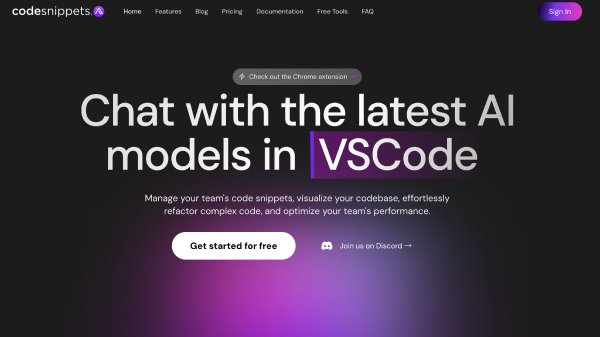 codesnippets.
Home Features Blog Pricing Documentation Free Tools FAQ
Sign In
Check out the Chrome extension →
Chat with the latest AI
models in VSCode
Manage your team's code snippets, visualize your codebase, effortlessly
refactor complex code, and optimize your team's performance.
Get started for free
Join us on Discord →